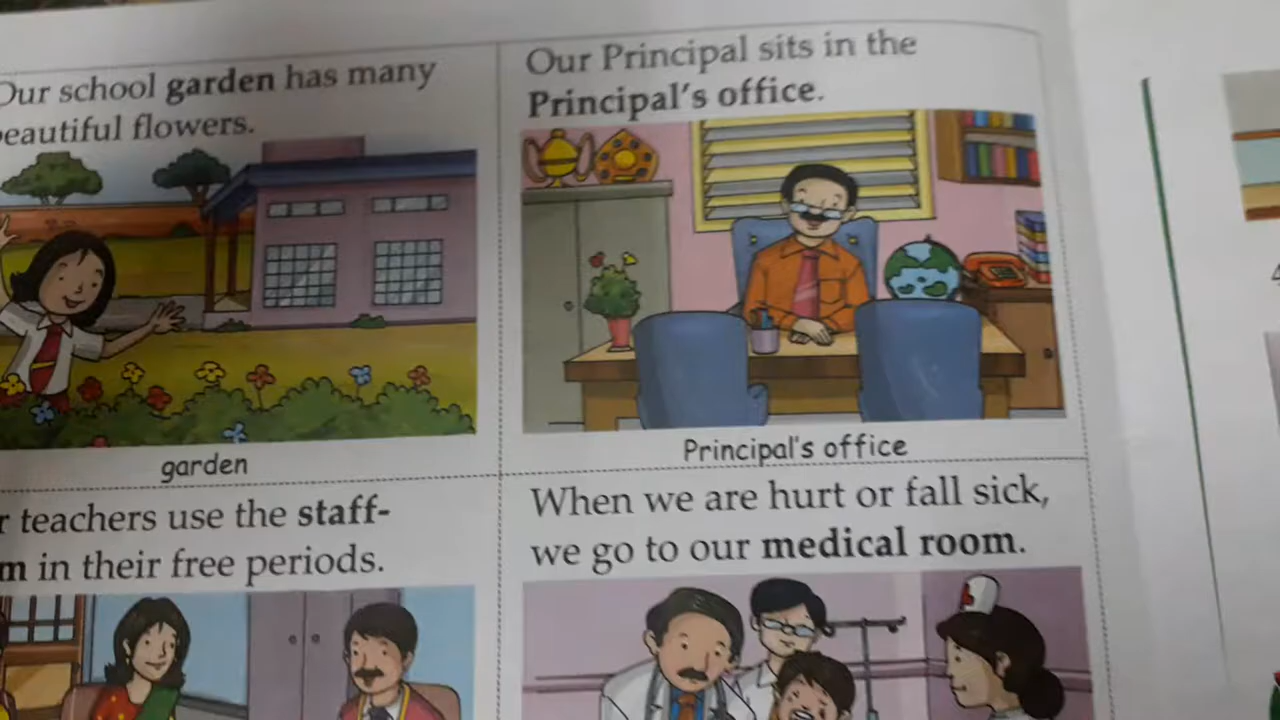 Our school garden has many
beautiful flowers.
garden
Our Principal sits in the
Principal's office.
Principal's office
teachers use the staff-
in their free periods.
When we are hurt or fall sick,
we go to our medical room.